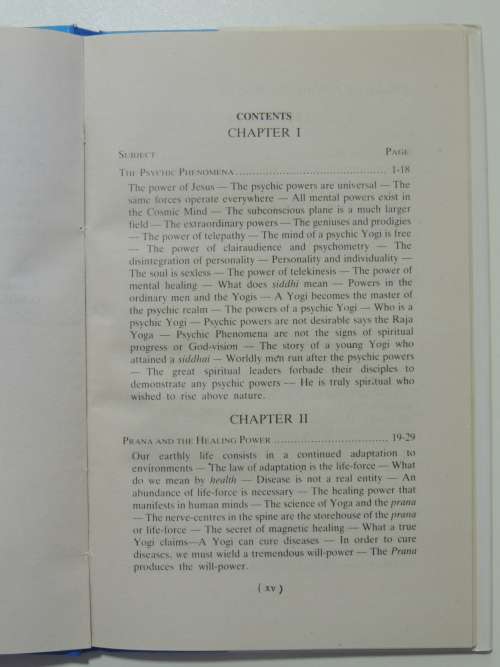 CONTENTS
CHAPTER I
SUBJECT PAGE
THE PSYCHIC PHENOMENA ............................................. 1-18
The power of Jesus — The psychic powers are universal — The
same forces operate everywhere — All mental powers exist in
the Cosmic Mind — The subconscious plane is a much larger
field — The extraordinary powers — The geniuses and prodigies
— The power of telepathy — The mind of a psychic Yogi is free
— The power of clairaudience and psychometry — The
disintegration of personality — Personality and individuality —
The soul is sexless — The power of telekinesis — The power of
mental healing — What does siddhi mean — Powers in the
ordinary men and the Yogis — A Yogi becomes the master of
the psychic realm — The powers of a psychic Yogi — Who is a
psychic Yogi — Psychic powers are not desirable says the Raja
Yoga — Psychic Phenomena are not the signs of spiritual
progress or God-vision — The story of a young Yogi who
attained a siddhai — Worldly men run after the psychic powers
— The great spiritual leaders forbade their disciples to
demonstrate any psychic powers — He is truly spiritual who
wished to rise above nature.
CHAPTER II
PRANA AND THE HEALING POWER .................................. 19-29
Our earthly life consists in a continued adaptation to
environments — The law of adaptation is the life-force — What
do we mean by health — Disease is not a real entity — An
abundance of life-force is necessary — The healing power that
manifests in human minds — The science of Yoga and the prana
— The nerve-centres in the spine are the storehouse of the prana
or life-force — The secret of magnetic healing — What a true
Yogi claims—A Yogi can cure diseases — In order to cure
diseases, we must wield a tremendous will-power — The Prana
produces the will-power.
( xv )